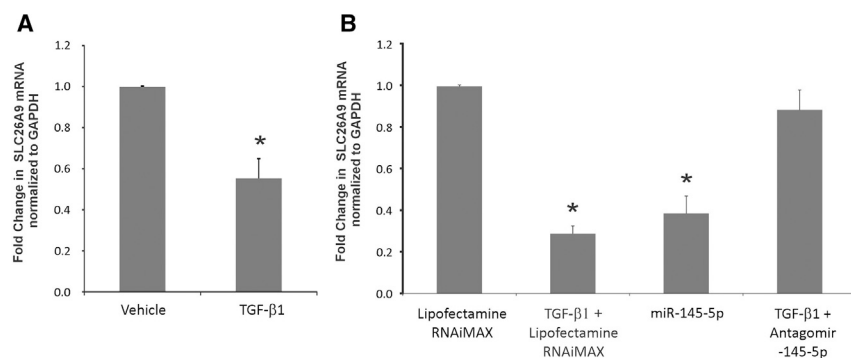 A
Fold Change in SLC26A9 mRNA
normalized to GAPDH
1.2
1.0
0.8
0.6
0.4
0.2
0.0
*
Vehicle
TGF-β1
B
Fold Change in SLC26A9 mRNA
normalized to GAPDH
1.2
1.0
0.8
0.6
0.4
0.2
0.0
*
*
Lipofectamine
RNAiMAX
TGF-β1 +
Lipofectamine
RNAiMAX
miR-145-5p
TGF-β1 +
Antagomir
-145-5p